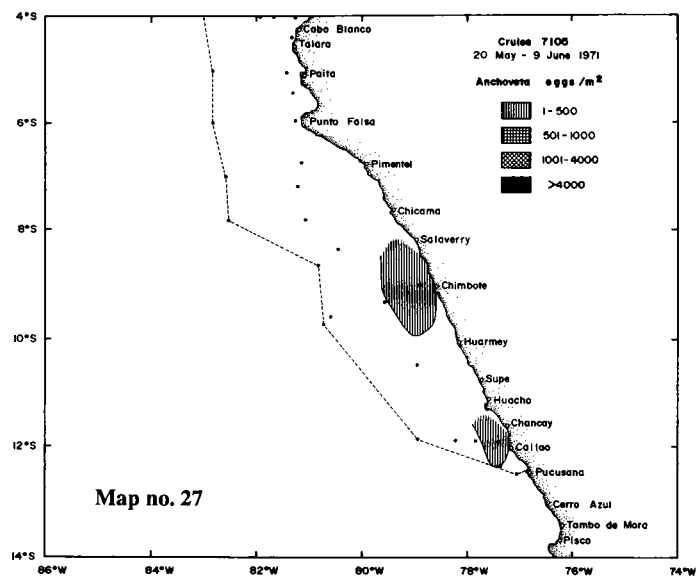 4°S
6°S
8°S
10°S
12°S
14°S
Cabo Blanco
Talara
Paita
Punta Falsa
Pimentel
Chicama
Salaverry
Chimbote
Huarmey
Supe
Huacho
Chancay
Callao
Pucusana
Cerro Azul
Tambo de Mora
Pisco
Cruise 7105
20 May - 9 June 1971
Anchoveta eggs/m²
1-500
501-1000
1001-4000
>4000
Map no. 27
86°W
84°W
82°W
80°W
78°W
76°W
74°W